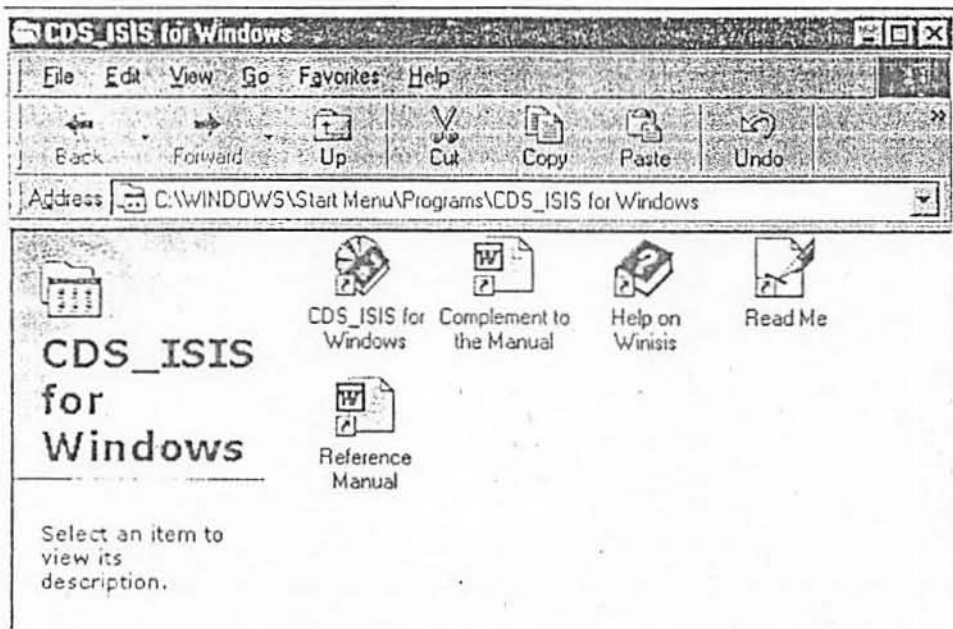 CDS_ISIS for Windows
File Edit View Go Favorites Help
Back Forward Up Cut Copy Paste Undo »
Address C:\WINDOWS\Start Menu\Programs\CDS_ISIS for Windows
CDS_ISIS
for
Windows
Select an item to
view its
description.
CDS_ISIS for
Windows
Complement to
the Manual
Help on
Winisis
Read Me
Reference
Manual